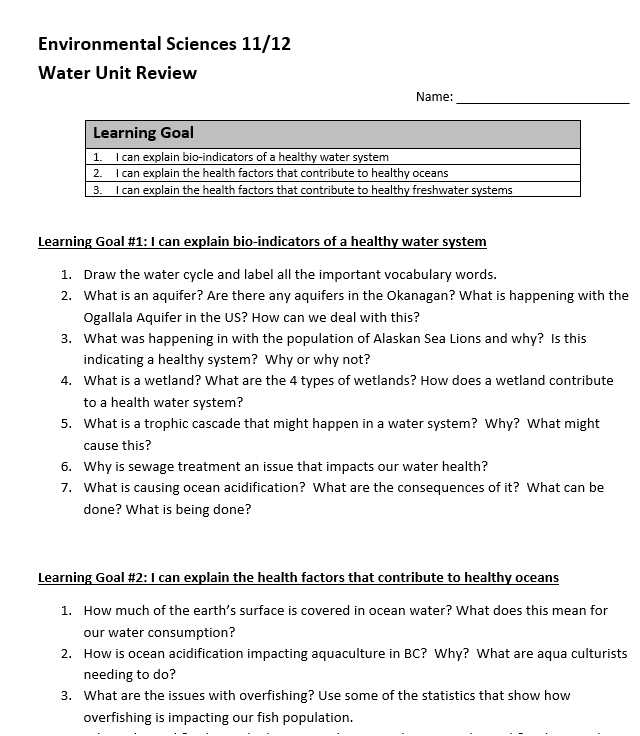 Environmental Sciences 11/12
Water Unit Review
Name: ___________________________
Learning Goal
1. I can explain bio-indicators of a healthy water system
2. I can explain the health factors that contribute to healthy oceans
3. I can explain the health factors that contribute to healthy freshwater systems
Learning Goal #1: I can explain bio-indicators of a healthy water system
1. Draw the water cycle and label all the important vocabulary words.
2. What is an aquifer? Are there any aquifers in the Okanagan? What is happening with the
Ogallala Aquifer in the US? How can we deal with this?
3. What was happening in with the population of Alaskan Sea Lions and why? Is this
indicating a healthy system? Why or why not?
4. What is a wetland? What are the 4 types of wetlands? How does a wetland contribute
to a health water system?
5. What is a trophic cascade that might happen in a water system? Why? What might
cause this?
6. Why is sewage treatment an issue that impacts our water health?
7. What is causing ocean acidification? What are the consequences of it? What can be
done? What is being done?
Learning Goal #2: I can explain the health factors that contribute to healthy oceans
1. How much of the earth's surface is covered in ocean water? What does this mean for
our water consumption?
2. How is ocean acidification impacting aquaculture in BC? Why? What are aqua culturists
needing to do?
3. What are the issues with overfishing? Use some of the statistics that show how
overfishing is impacting our fish population.